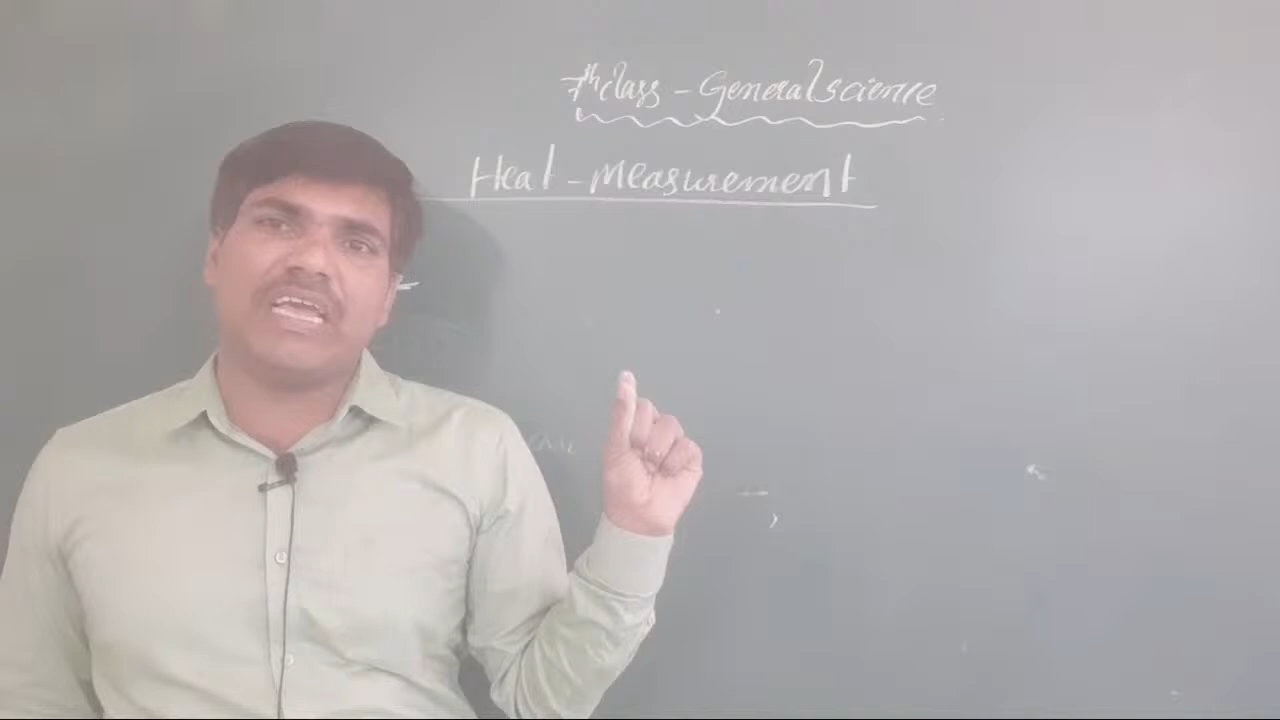 7th class - General science
Heat - measurement